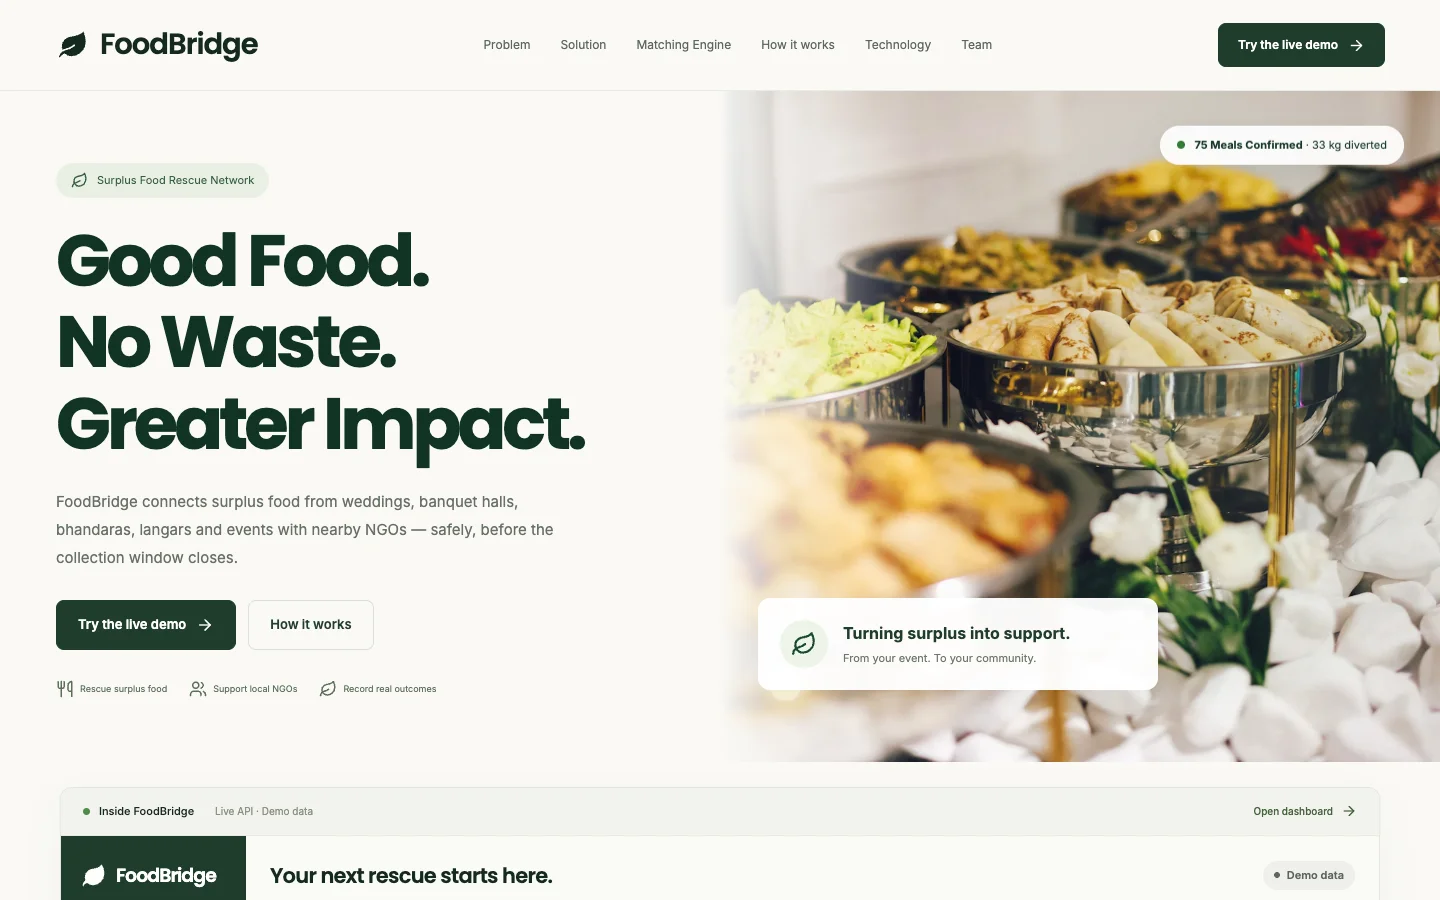 FoodBridge
Problem
Solution
Matching Engine
How it works
Technology
Team
Try the live demo
75 Meals Confirmed · 33 kg diverted
Surplus Food Rescue Network
Good Food.
No Waste.
Greater Impact.
FoodBridge connects surplus food from weddings, banquet halls,
bhandaras, langars and events with nearby NGOs — safely, before the
collection window closes.
Try the live demo
How it works
Rescue surplus food
Support local NGOs
Record real outcomes
Turning surplus into support.
From your event. To your community.
Inside FoodBridge
Live API · Demo data
Open dashboard
FoodBridge
Your next rescue starts here.
Demo data